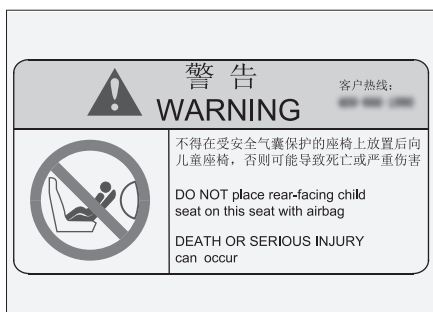 警告
WARNING
客户热线：
不得在受安全气囊保护的座椅上放置后向
儿童座椅，否则可能导致死亡或严重伤害
DO NOT place rear-facing child
seat on this seat with airbag
DEATH OR SERIOUS INJURY
can occur